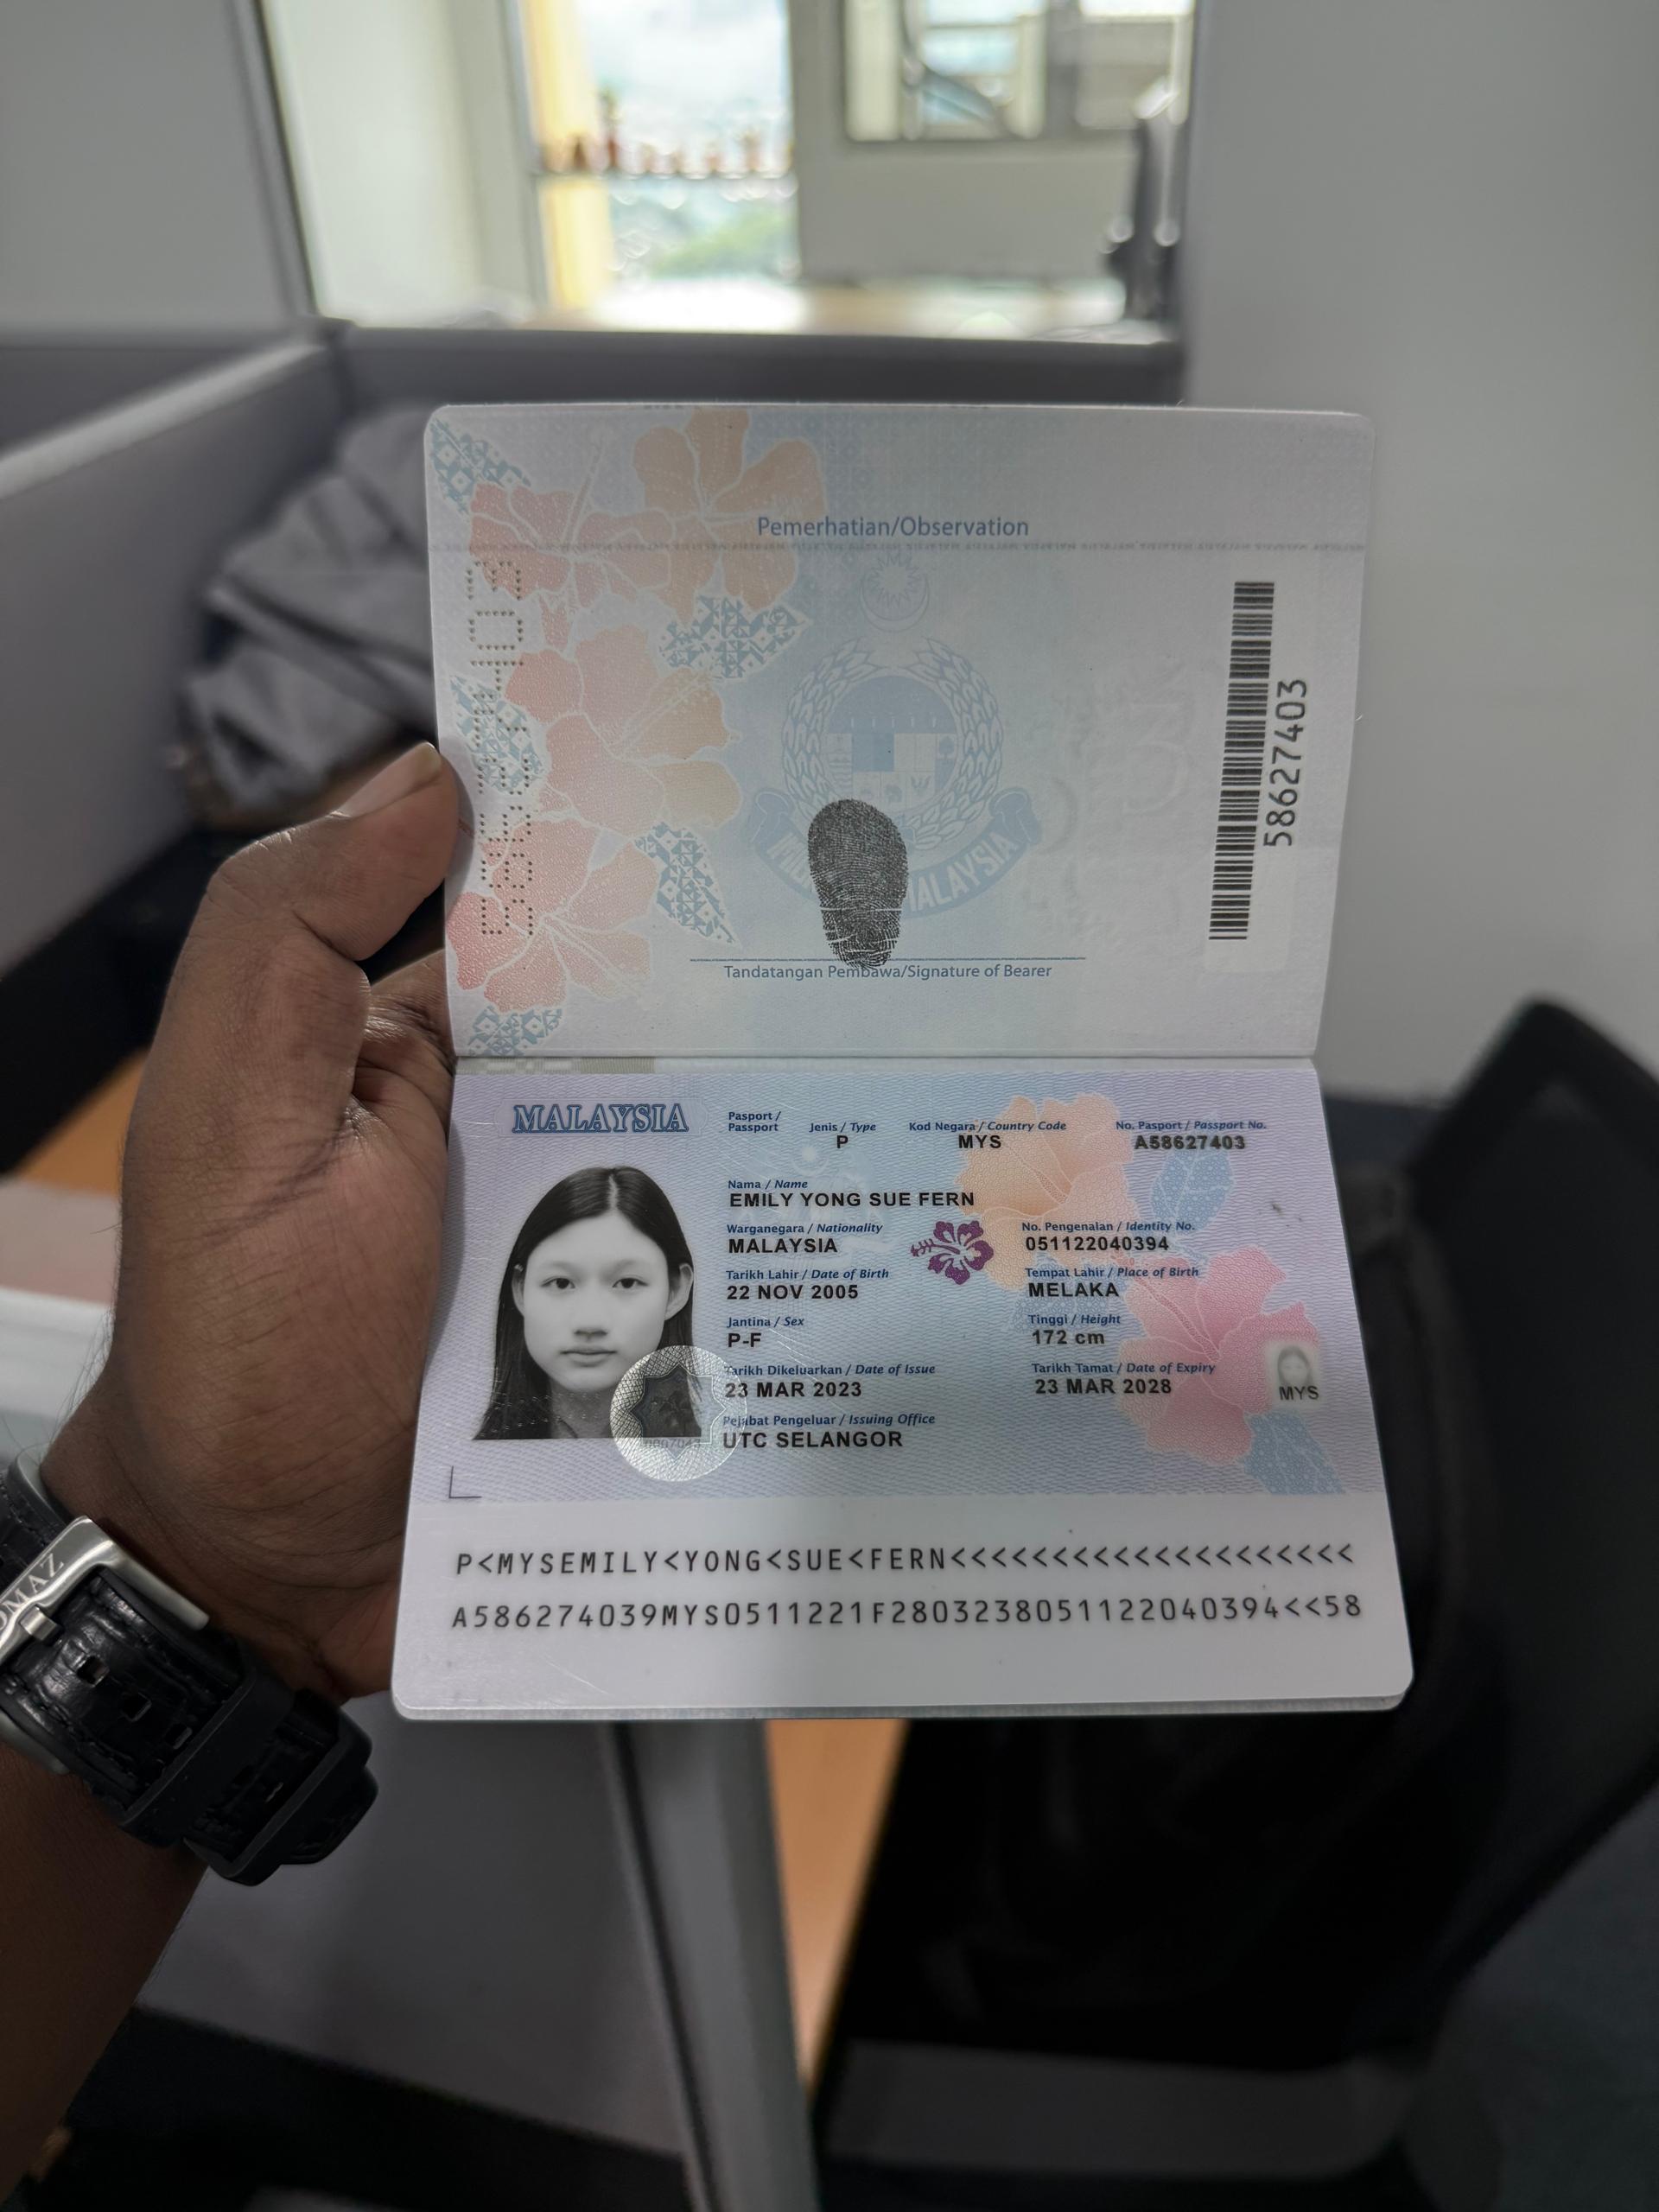 Pemerhatian/Observation
58627403
58627403
MALAYSIA
Tandatangan Pembawa/Signature of Bearer
MALAYSIA
Pasport / Passport
Jenis / Type
P
Kod Negara / Country Code
MYS
No. Pasport / Passport No.
A58627403
Nama / Name
EMILY YONG SUE FERN
Warganegara / Nationality
MALAYSIA
No. Pengenalan / Identity No.
051122040394
Tarikh Lahir / Date of Birth
22 NOV 2005
Tempat Lahir / Place of Birth
MELAKA
Jantina / Sex
P-F
Tinggi / Height
172 cm
Tarikh Dikeluarkan / Date of Issue
23 MAR 2023
Tarikh Tamat / Date of Expiry
23 MAR 2028
MYS
Pejabat Pengeluar / Issuing Office
UTC SELANGOR
P<MYSEMILY<YONG<SUE<FERN<<<<<<<<<<<<<<<<<<<<
A586274039MYS0511221F2803238051122040394<<58